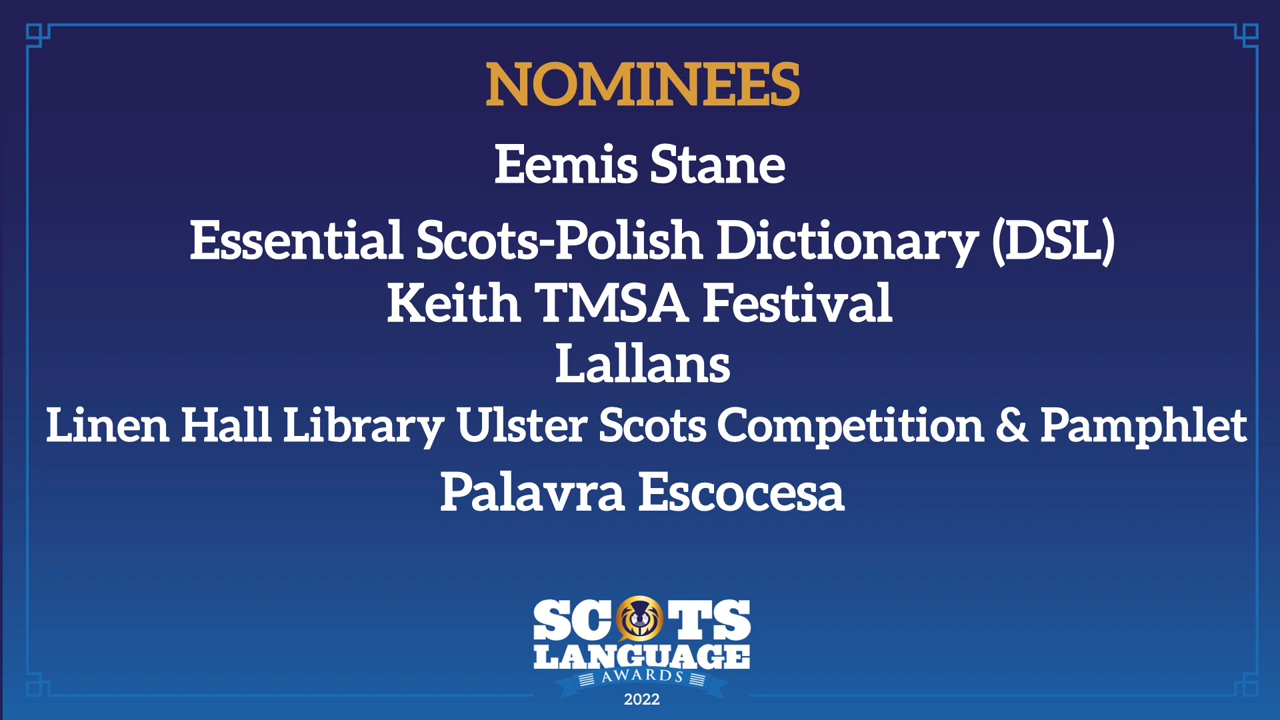 NOMINEES
Eemis Stane
Essential Scots-Polish Dictionary (DSL)
Keith TMSA Festival
Lallans
Linen Hall Library Ulster Scots Competition & Pamphlet
Palavra Escocesa
SCOTS
LANGUAGE
AWARDS
2022